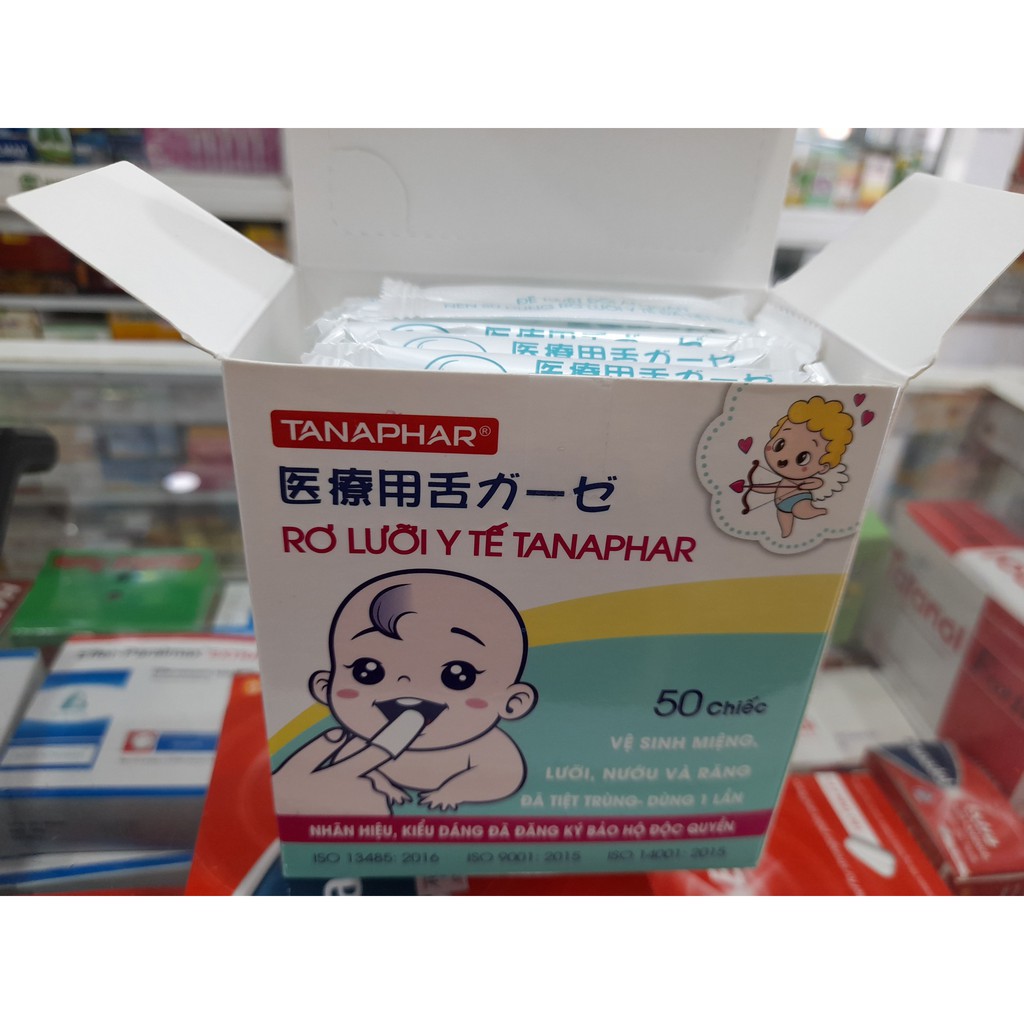 医療用舌ガーゼ
医療用舌ガーゼ
TANAPHAR®
医療用舌ガーゼ
RƠ LƯỠI Y TẾ TANAPHAR
50 Chiếc
VỆ SINH MIỆNG,
LƯỠI, NƯỚU VÀ RĂNG
ĐÃ TIỆT TRÙNG- DÙNG 1 LẦN
NHÃN HIỆU, KIỂU DÁNG ĐÃ ĐĂNG KÝ BẢO HỘ ĐỘC QUYỀN
ISO 13485: 2016 ISO 9001: 2015 ISO 14001: 2015